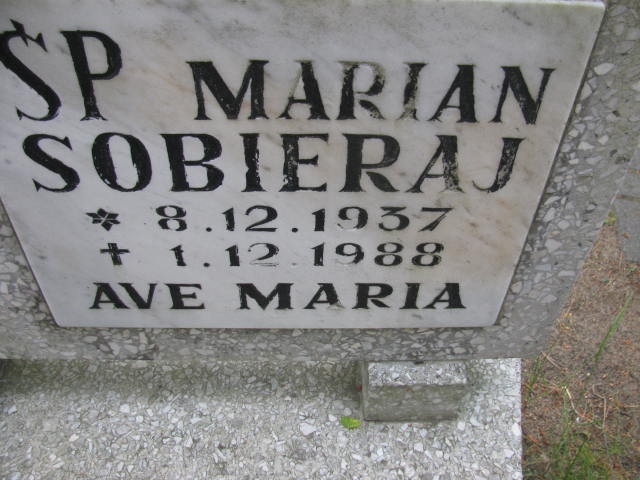 ŚP MARIAN
SOBIERAJ
* 8.12.1937
✝ 1.12.1988
AVE MARIA